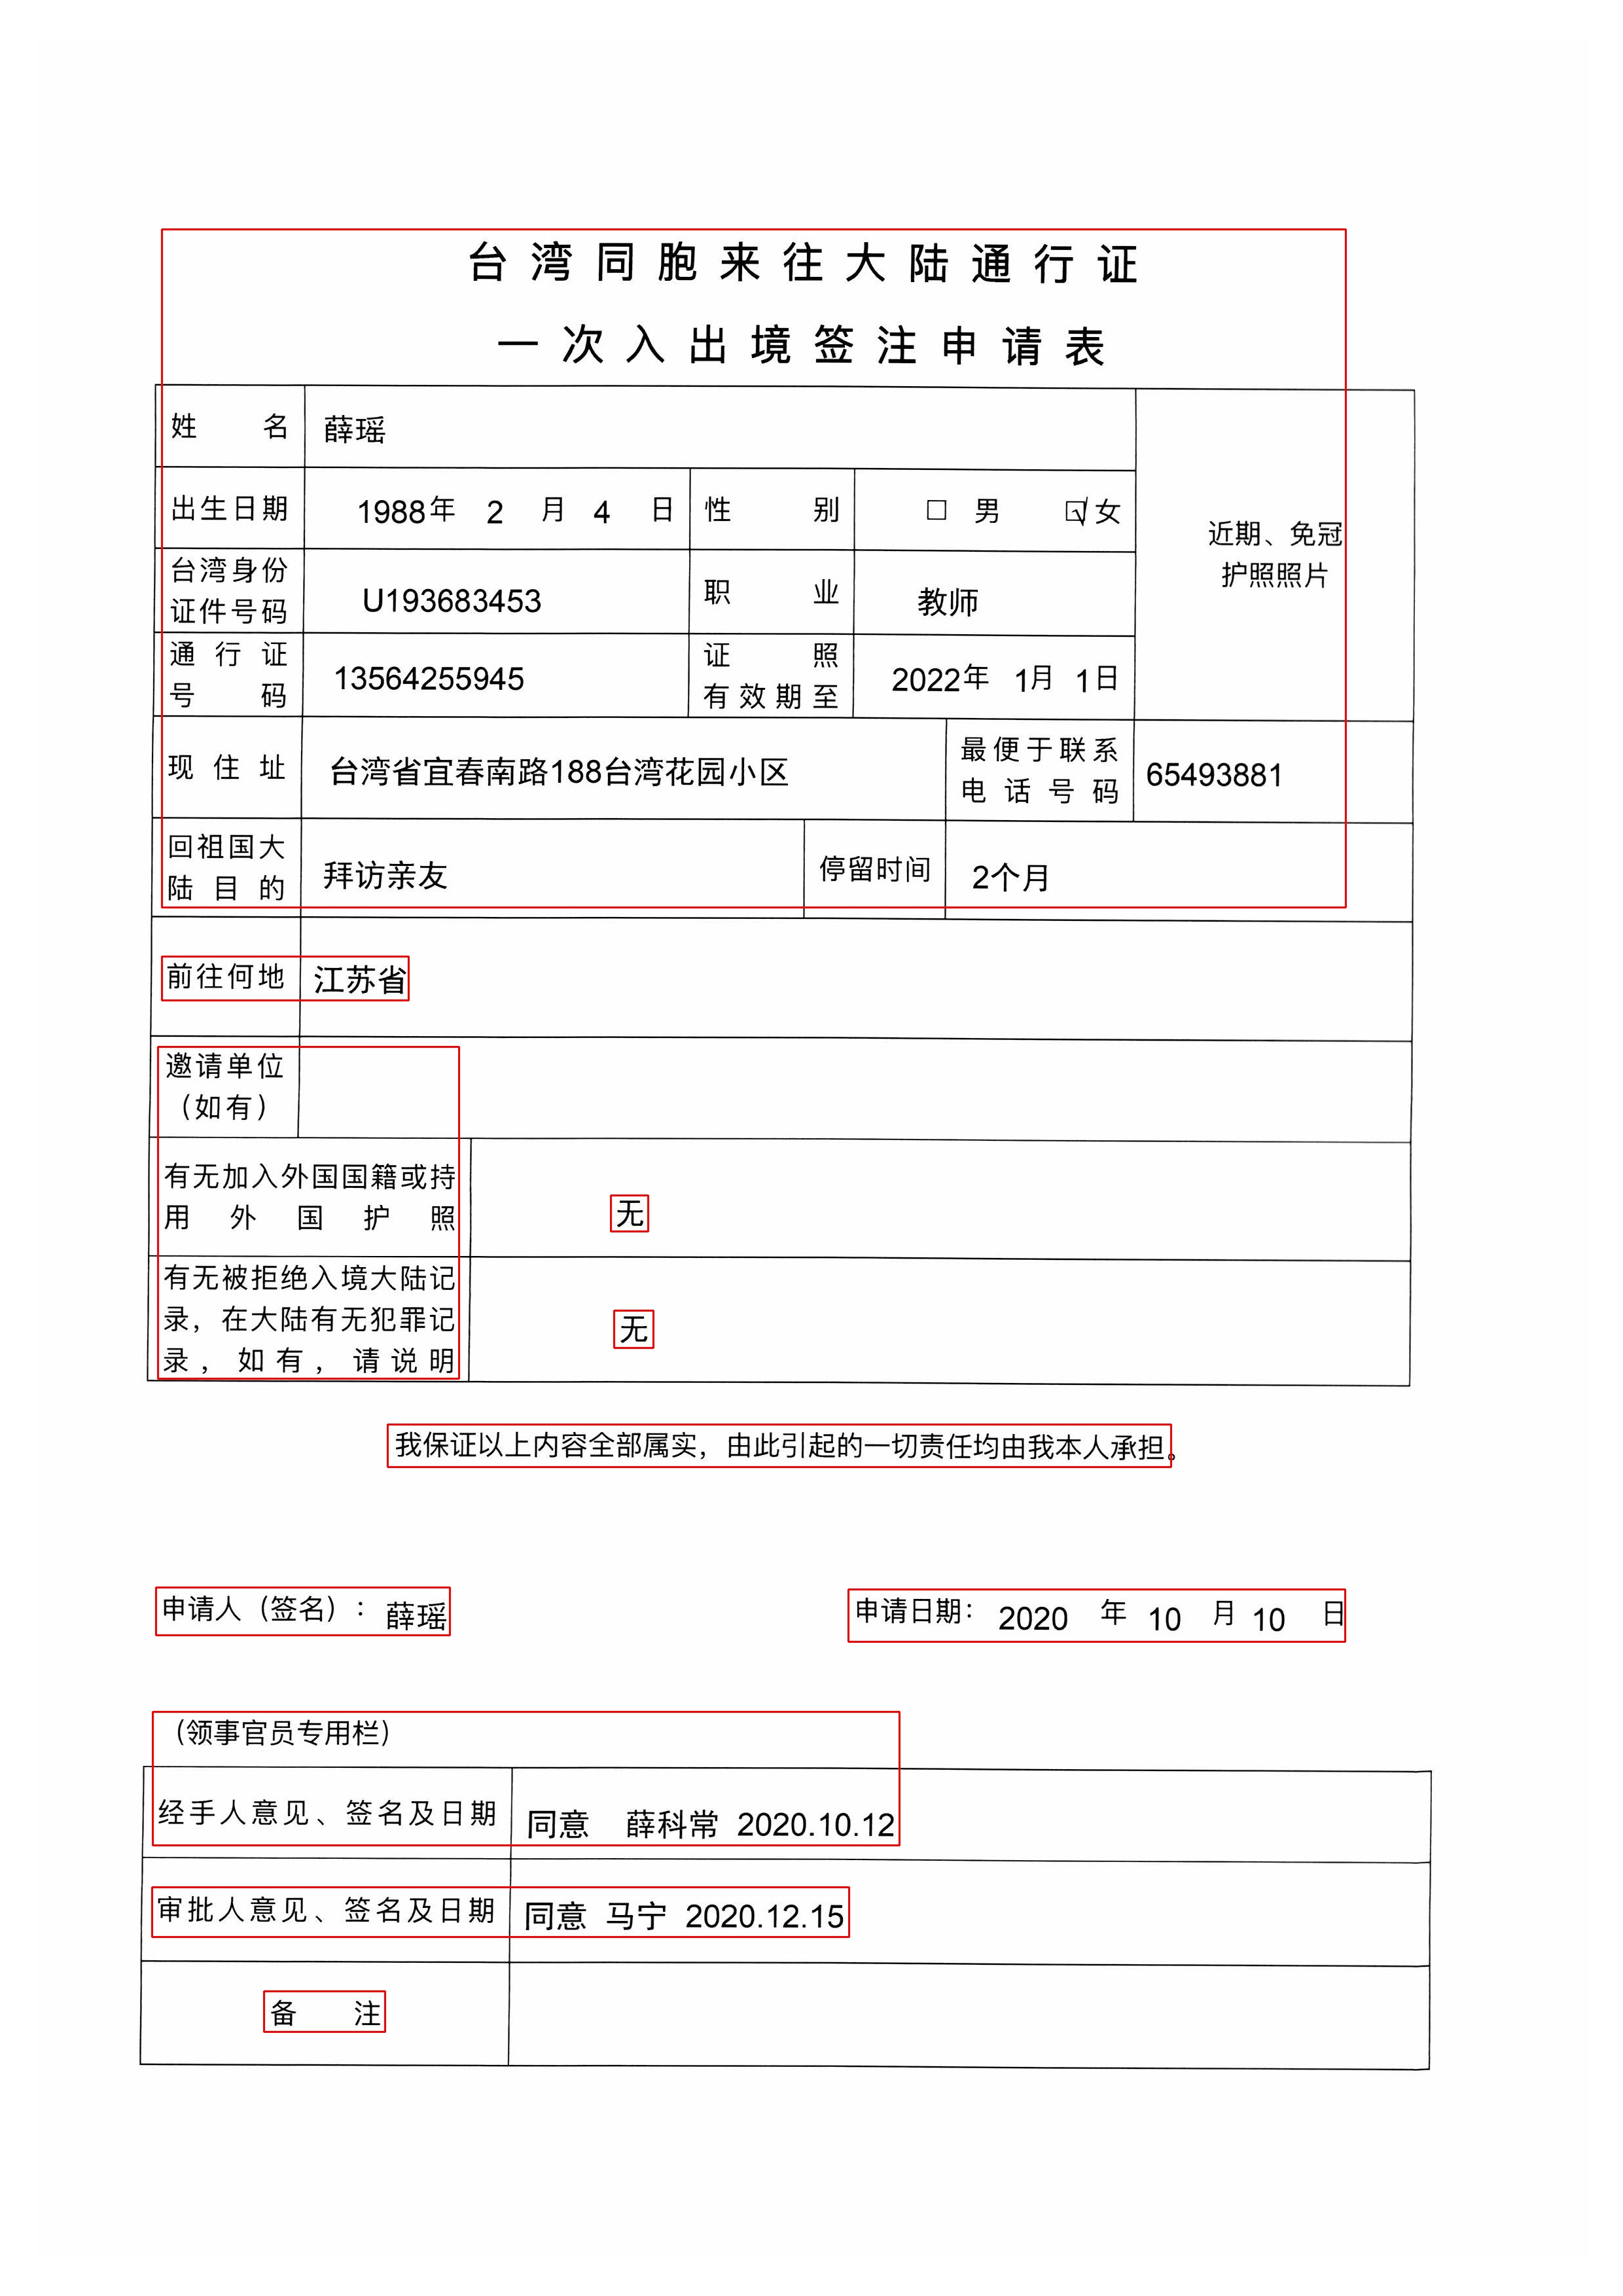 台湾同胞来往大陆通行证
一次入出境签注申请表
姓名 薛瑶
出生日期 1988年 2 月 4 日 性别 □ 男 ☑ 女
近期、免冠
护照照片
台湾身份
证件号码 U193683453 职业 教师
通行证
号码 13564255945 证照
有效期至 2022年 1月 1日
现住址 台湾省宜春南路188台湾花园小区 最便于联系
电话号码 65493881
回祖国大
陆目的 拜访亲友 停留时间 2个月
前往何地 江苏省
邀请单位
（如有）
有无加入外国国籍或持
用外国护照 无
有无被拒绝入境大陆记
录，在大陆有无犯罪记
录，如有，请说明 无
我保证以上内容全部属实，由此引起的一切责任均由我本人承担。
申请人（签名）： 薛瑶 申请日期： 2020 年 10 月 10 日
（领事官员专用栏）
经手人意见、签名及日期 同意 薛科常 2020.10.12
审批人意见、签名及日期 同意 马宁 2020.12.15
备注